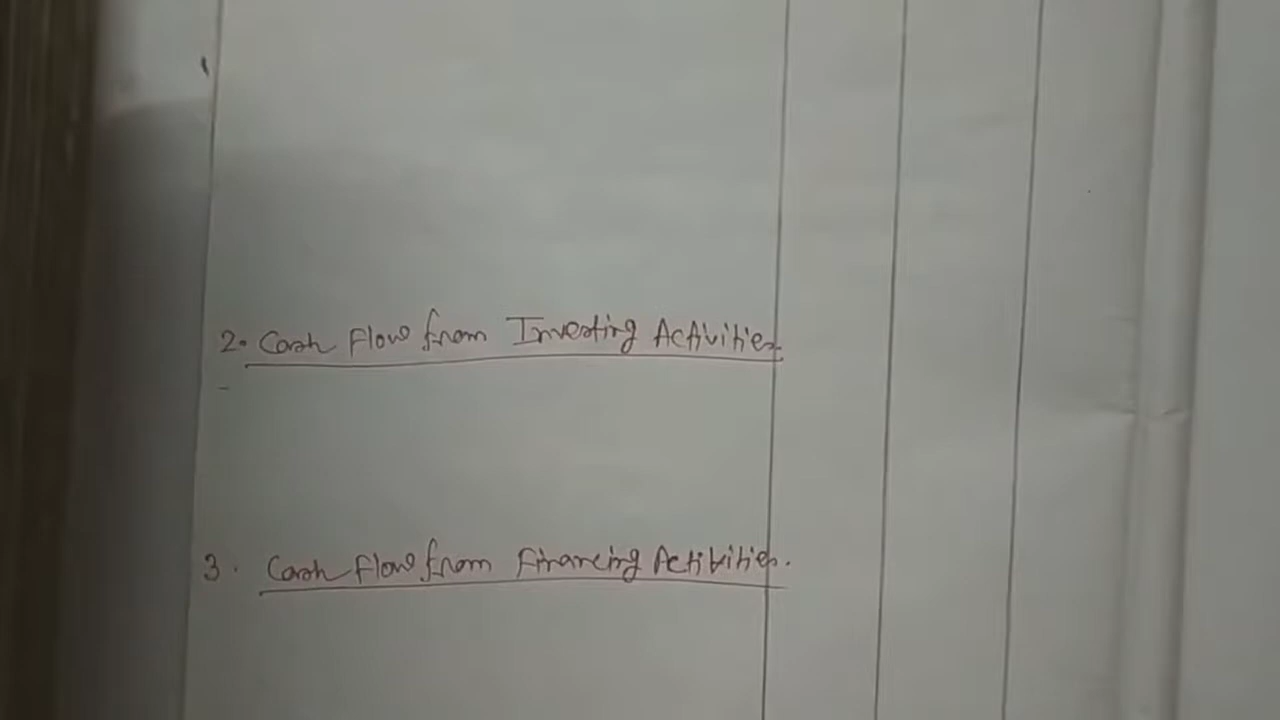 2. Cash Flow from Investing Activities
3. Cash Flow from Financing Activities.